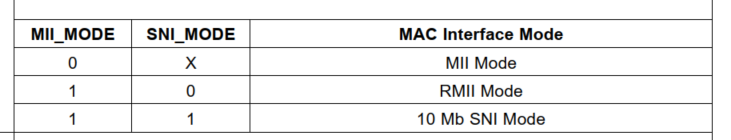 MII_MODE SNI_MODE MAC Interface Mode
0 X MII Mode
1 0 RMII Mode
1 1 10 Mb SNI Mode